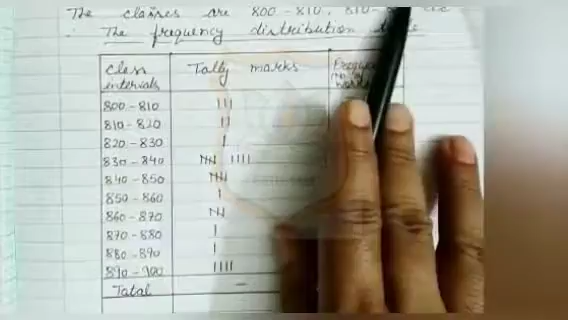 The classes are 800-810, 810-
∴ The frequency distribution
Class intervals Tally marks
800-810 |||
810-820 ||
820-830 |
830-840 |||| ||||
840-850 ||||
850-860 |
860-870 ||||
870-880 |
880-890 |
890-900 ||||
Total -